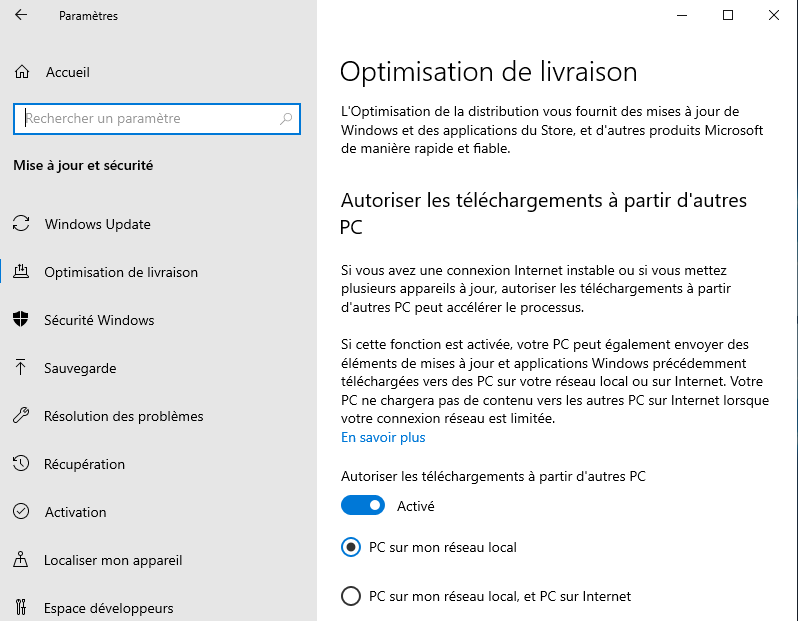 Paramètres
Accueil
Rechercher un paramètre
Mise à jour et sécurité
Windows Update
Optimisation de livraison
Sécurité Windows
Sauvegarde
Résolution des problèmes
Récupération
Activation
Localiser mon appareil
Espace développeurs
Optimisation de livraison
L'Optimisation de la distribution vous fournit des mises à jour de
Windows et des applications du Store, et d'autres produits Microsoft
de manière rapide et fiable.
Autoriser les téléchargements à partir d'autres
PC
Si vous avez une connexion Internet instable ou si vous mettez
plusieurs appareils à jour, autoriser les téléchargements à partir
d'autres PC peut accélérer le processus.
Si cette fonction est activée, votre PC peut également envoyer des
éléments de mises à jour et applications Windows précédemment
téléchargées vers des PC sur votre réseau local ou sur Internet. Votre
PC ne chargera pas de contenu vers les autres PC sur Internet lorsque
votre connexion réseau est limitée.
En savoir plus
Autoriser les téléchargements à partir d'autres PC
Activé
PC sur mon réseau local
PC sur mon réseau local, et PC sur Internet